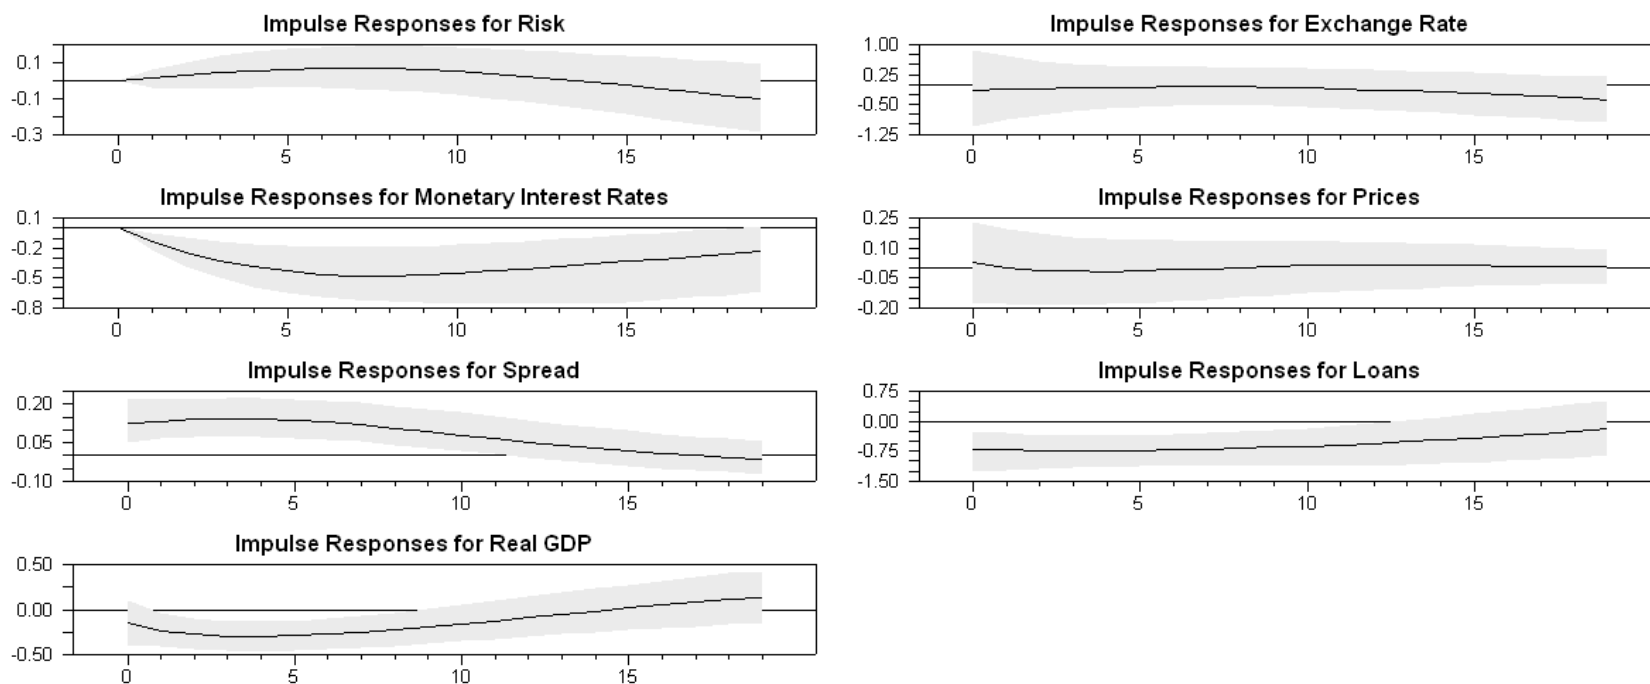 Impulse Responses for Risk
0.1
-0.1
-0.3
0 5 10 15
Impulse Responses for Monetary Interest Rates
0.1
-0.2
-0.5
-0.8
0 5 10 15
Impulse Responses for Spread
0.20
0.05
-0.10
0 5 10 15
Impulse Responses for Real GDP
0.50
0.00
-0.50
0 5 10 15
Impulse Responses for Exchange Rate
1.00
0.25
-0.50
-1.25
0 5 10 15
Impulse Responses for Prices
0.25
0.10
-0.05
-0.20
0 5 10 15
Impulse Responses for Loans
0.75
0.00
-0.75
-1.50
0 5 10 15